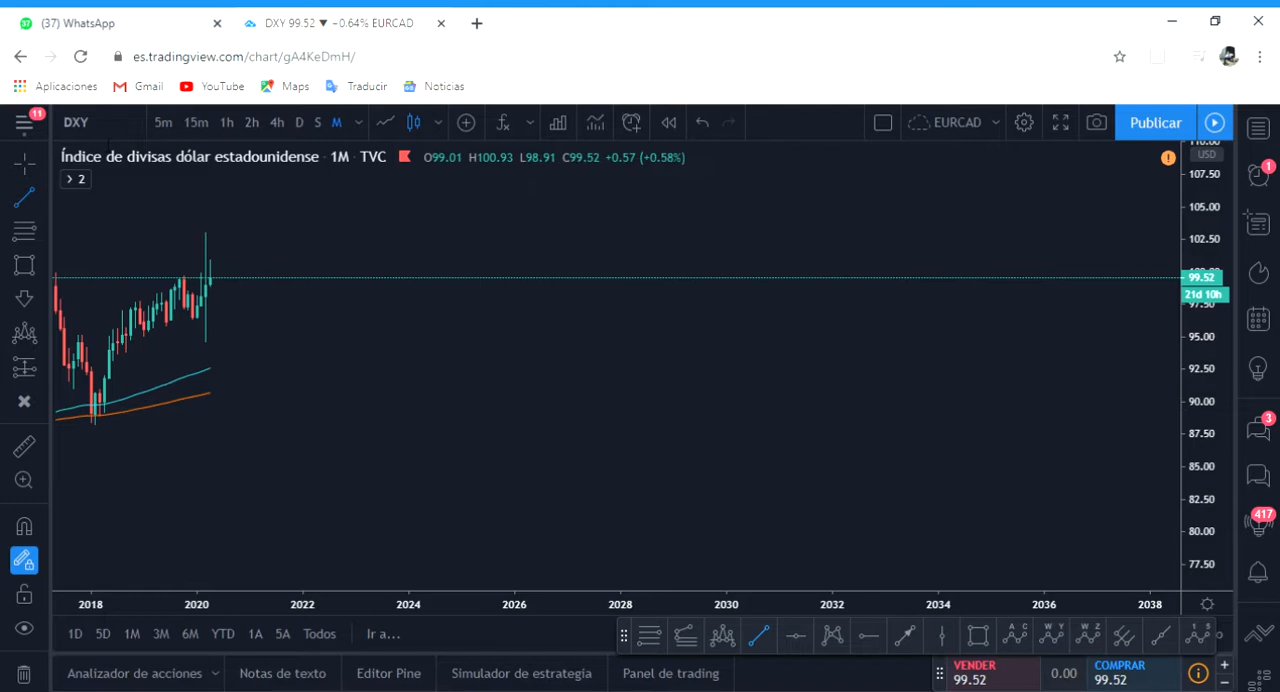 (37) WhatsApp
DXY 99.52 ▼ −0.64% EURCAD
es.tradingview.com/chart/gA4KeDmH/
Aplicaciones Gmail YouTube Maps Traducir Noticias
11
DXY 5m 15m 1h 2h 4h D S M EURCAD Publicar
Índice de divisas dólar estadounidense · 1M · TVC O99.01 H100.93 L98.91 C99.52 +0.57 (+0.58%)
2
USD
107.50
105.00
102.50
99.52
21d 10h
97.50
95.00
92.50
90.00
87.50
85.00
82.50
80.00
77.50
1
3
417
2018 2020 2022 2024 2026 2028 2030 2032 2034 2036 2038
1D 5D 1M 3M 6M YTD 1A 5A Todos Ir a...
Analizador de acciones Notas de texto Editor Pine Simulador de estrategia Panel de trading
VENDER
99.52
0.00
COMPRAR
99.52